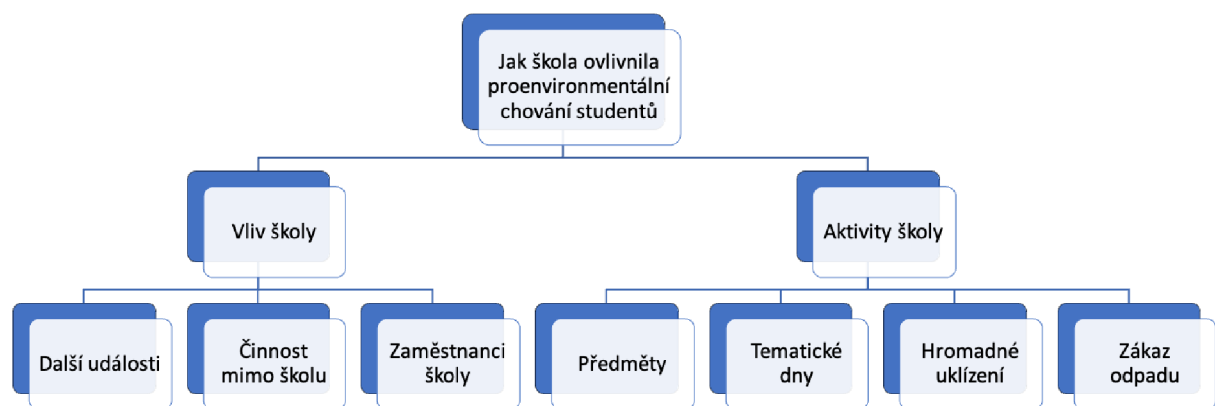 Jak škola ovlivnila
proenvironmentální
chování studentů
Vliv školy
Aktivity školy
Další události
Činnost
mimo školu
Zaměstnanci
školy
Předměty
Tematické
dny
Hromadné
uklízení
Zákaz
odpadu